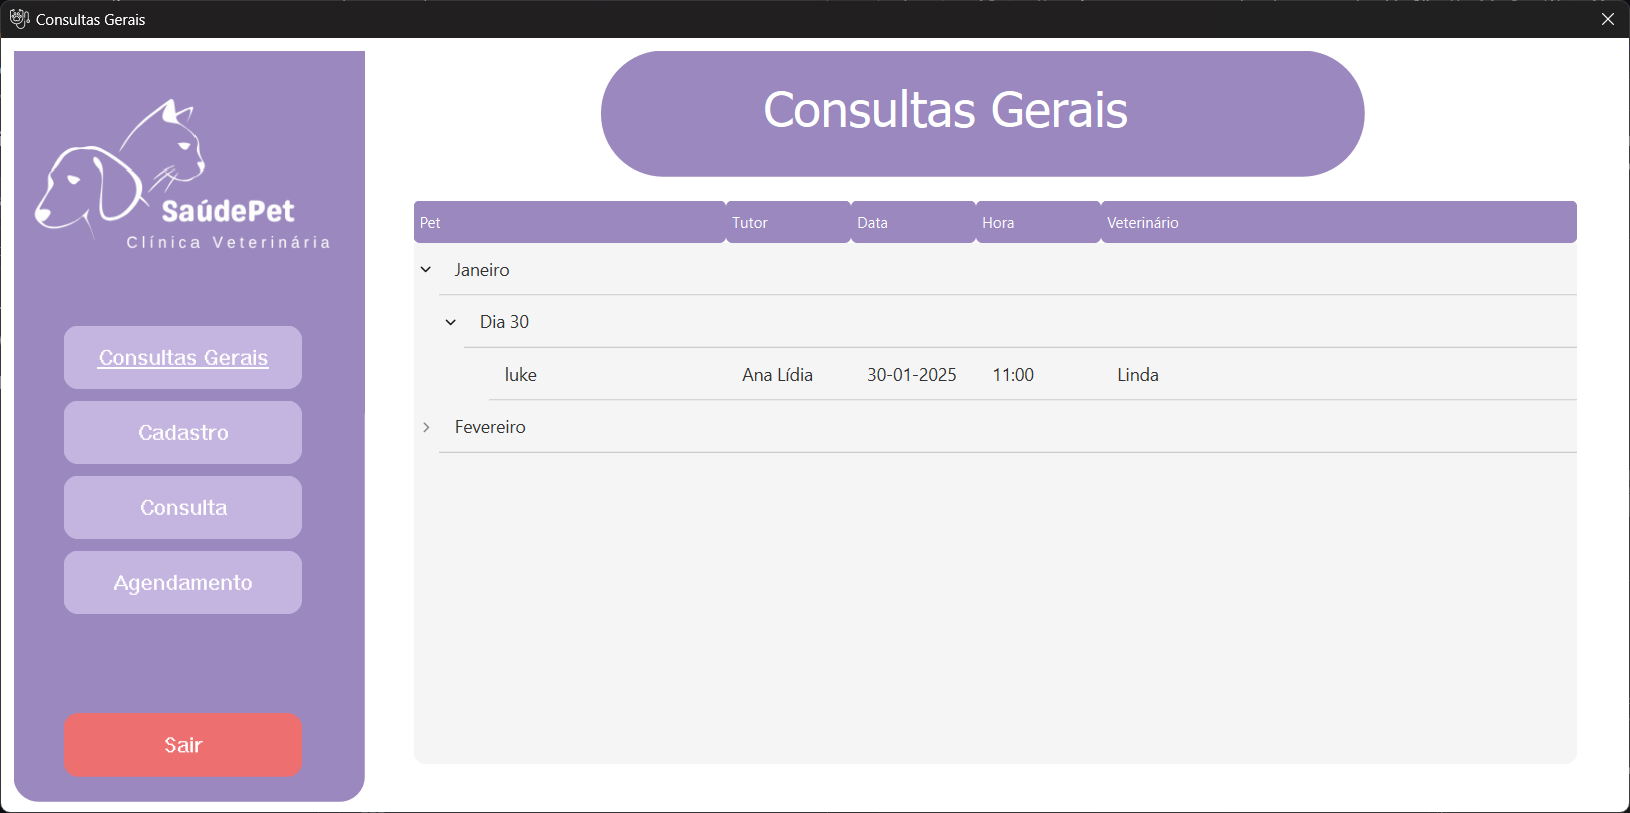 Consultas Gerais
SaúdePet
Clínica Veterinária
Consultas Gerais
Cadastro
Consulta
Agendamento
Sair
Consultas Gerais
Pet Tutor Data Hora Veterinário
Janeiro
Dia 30
luke Ana Lídia 30-01-2025 11:00 Linda
Fevereiro